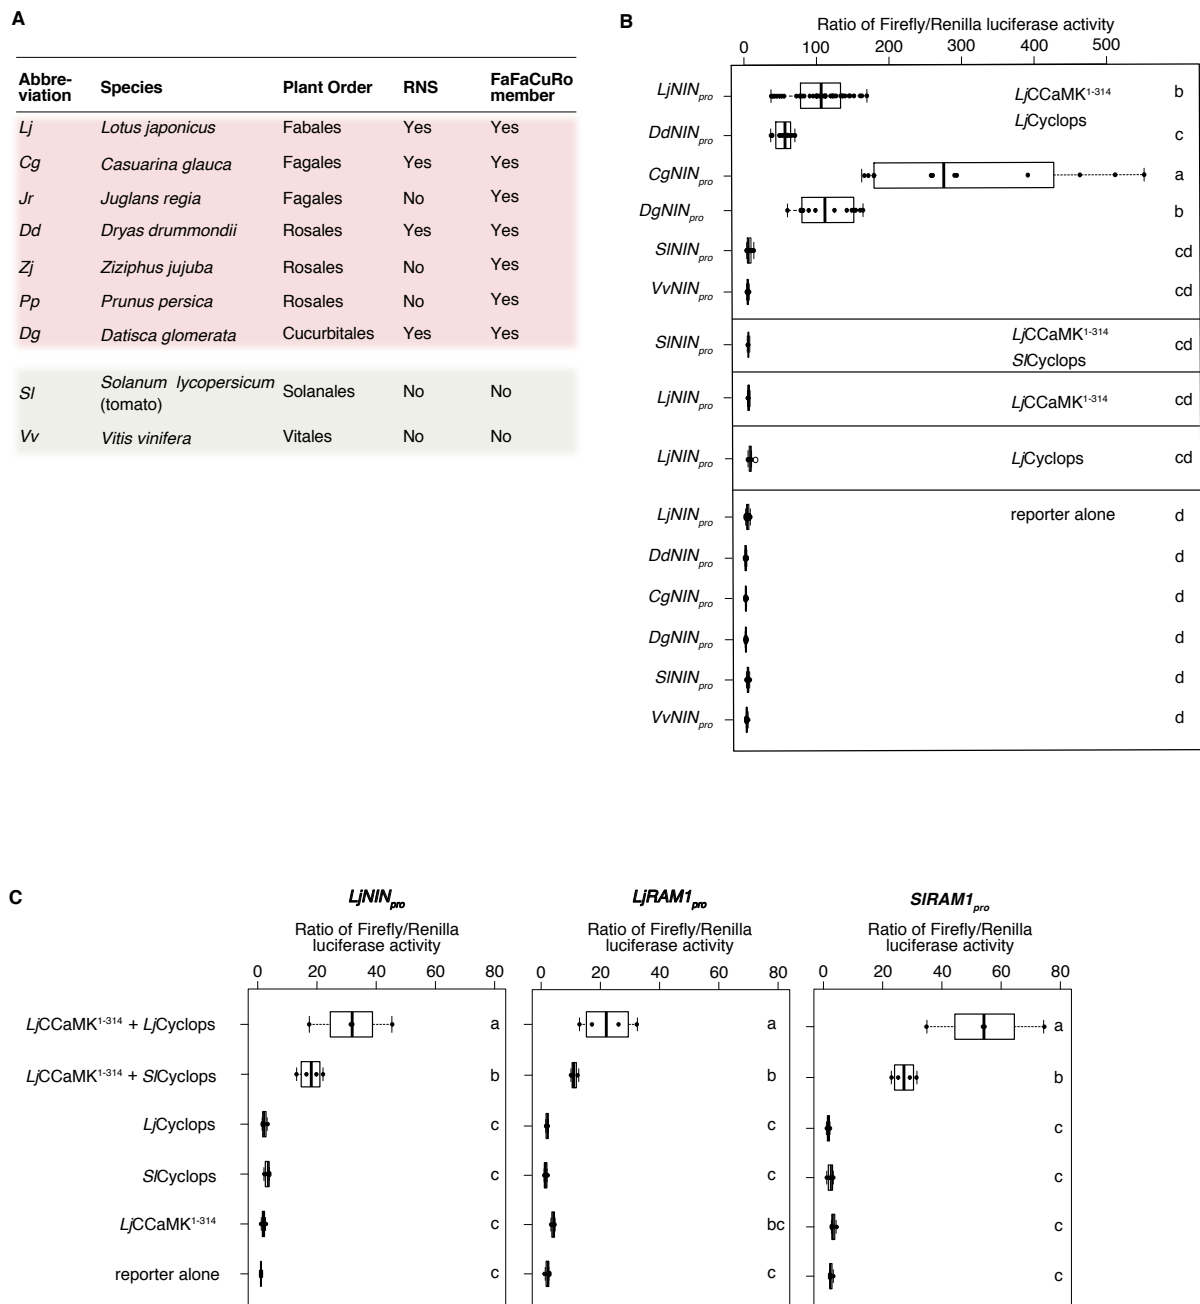 A
Abbre- Species Plant Order RNS FaFaCuRo
viation member
Lj Lotus japonicus Fabales Yes Yes
Cg Casuarina glauca Fagales Yes Yes
Jr Juglans regia Fagales No Yes
Dd Dryas drummondii Rosales Yes Yes
Zj Ziziphus jujuba Rosales No Yes
Pp Prunus persica Rosales No Yes
Dg Datisca glomerata Cucurbitales Yes Yes
Sl Solanum lycopersicum Solanales No No
(tomato)
Vv Vitis vinifera Vitales No No
B
Ratio of Firefly/Renilla luciferase activity
0 100 200 300 400 500
LjNINpro LjCCaMK1-314 b
LjCyclops
DdNINpro c
CgNINpro a
DgNINpro b
SlNINpro cd
VvNINpro cd
SlNINpro LjCCaMK1-314 cd
SlCyclops
LjNINpro LjCCaMK1-314 cd
LjNINpro LjCyclops cd
LjNINpro reporter alone d
DdNINpro d
CgNINpro d
DgNINpro d
SlNINpro d
VvNINpro d
C
LjNINpro LjRAM1pro SlRAM1pro
Ratio of Firefly/Renilla Ratio of Firefly/Renilla Ratio of Firefly/Renilla
luciferase activity luciferase activity luciferase activity
0 20 40 60 80 0 20 40 60 80 0 20 40 60 80
LjCCaMK1-314 + LjCyclops a a a
LjCCaMK1-314 + SlCyclops b b b
LjCyclops c c c
SlCyclops c c c
LjCCaMK1-314 c bc c
reporter alone c c c